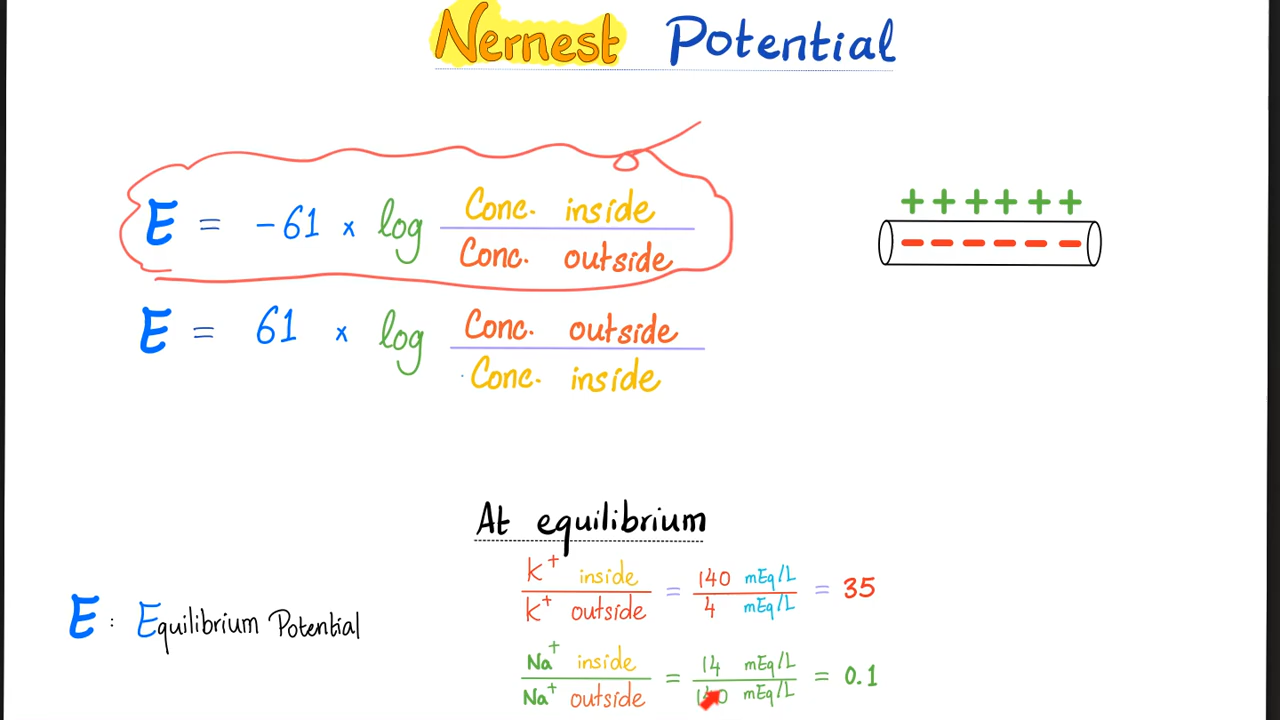 Nernest Potential
E = -61 × log Conc. inside
Conc. outside
E = 61 × log Conc. outside
Conc. inside
++++++
------
At equilibrium
K+ inside = 140 mEq/L = 35
K+ outside 4 mEq/L
E : Equilibrium Potential
Na+ inside = 14 mEq/L = 0.1
Na+ outside mEq/L